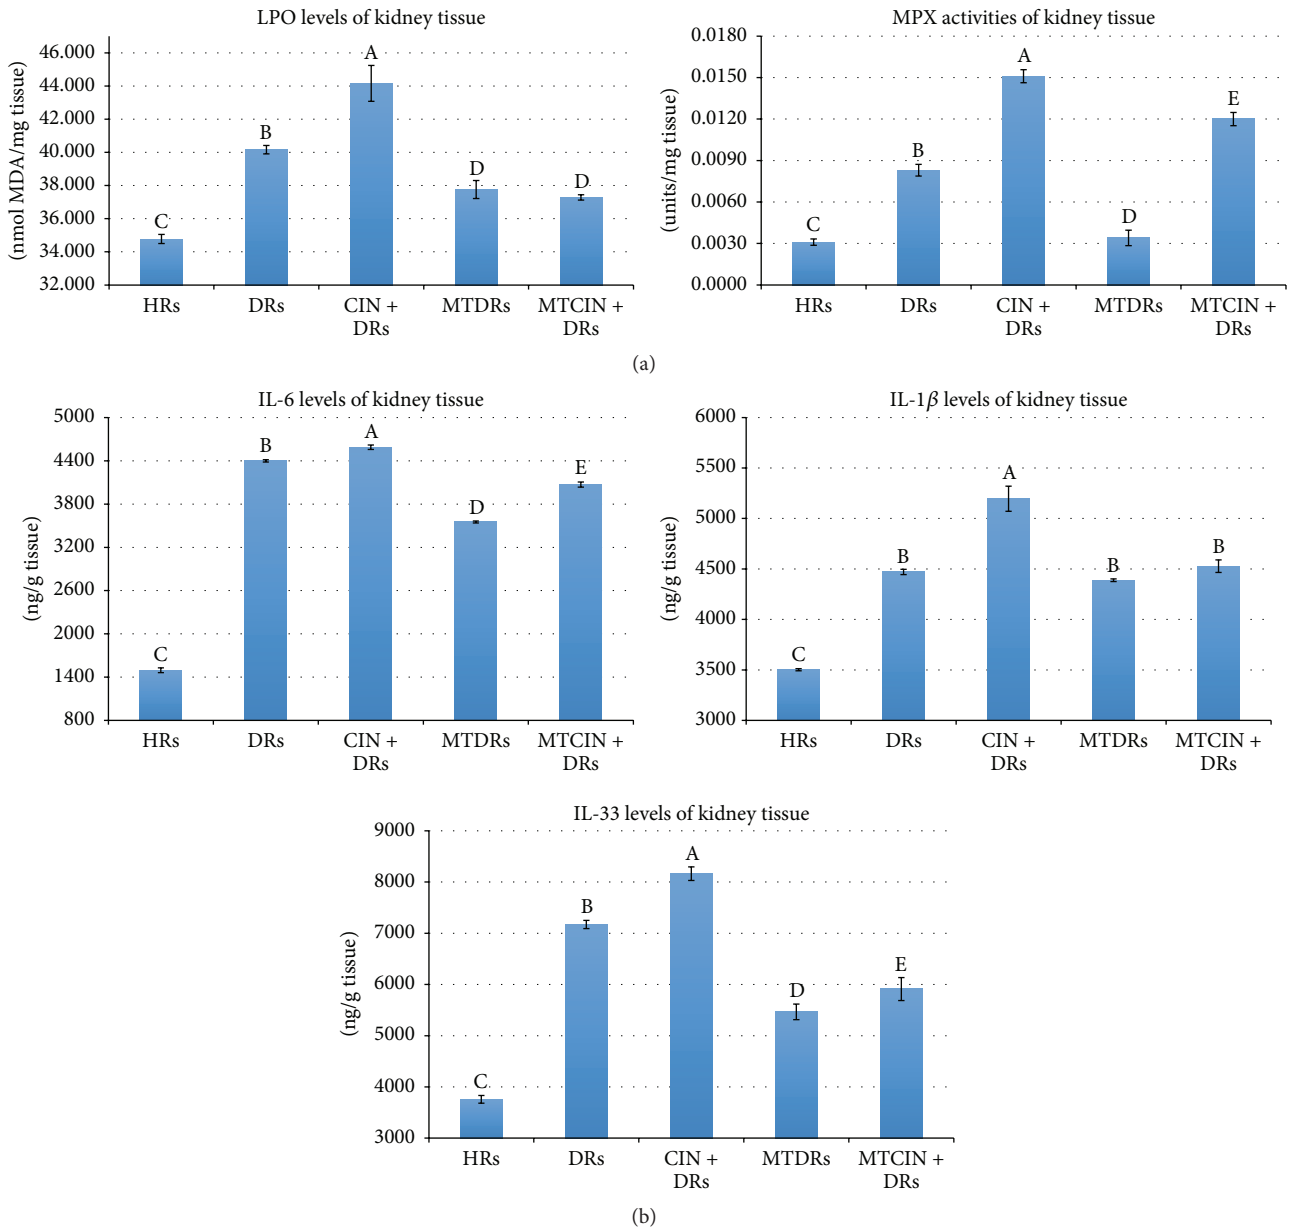 LPO levels of kidney tissue
(nmol MDA/mg tissue)
46.000
44.000
42.000
40.000
38.000
36.000
34.000
32.000
C
B
A
D
D
HRs
DRs
CIN +
DRs
MTDRs
MTCIN +
DRs
MPX activities of kidney tissue
(units/mg tissue)
0.0180
0.0150
0.0120
0.0090
0.0060
0.0030
0.0000
C
B
A
D
E
HRs
DRs
CIN +
DRs
MTDRs
MTCIN +
DRs
(a)
IL-6 levels of kidney tissue
(ng/g tissue)
5000
4400
3800
3200
2600
2000
1400
800
C
B
A
D
E
HRs
DRs
CIN +
DRs
MTDRs
MTCIN +
DRs
IL-1β levels of kidney tissue
(ng/g tissue)
6000
5500
5000
4500
4000
3500
3000
C
B
A
B
B
HRs
DRs
CIN +
DRs
MTDRs
MTCIN +
DRs
IL-33 levels of kidney tissue
(ng/g tissue)
9000
8000
7000
6000
5000
4000
3000
C
B
A
D
E
HRs
DRs
CIN +
DRs
MTDRs
MTCIN +
DRs
(b)